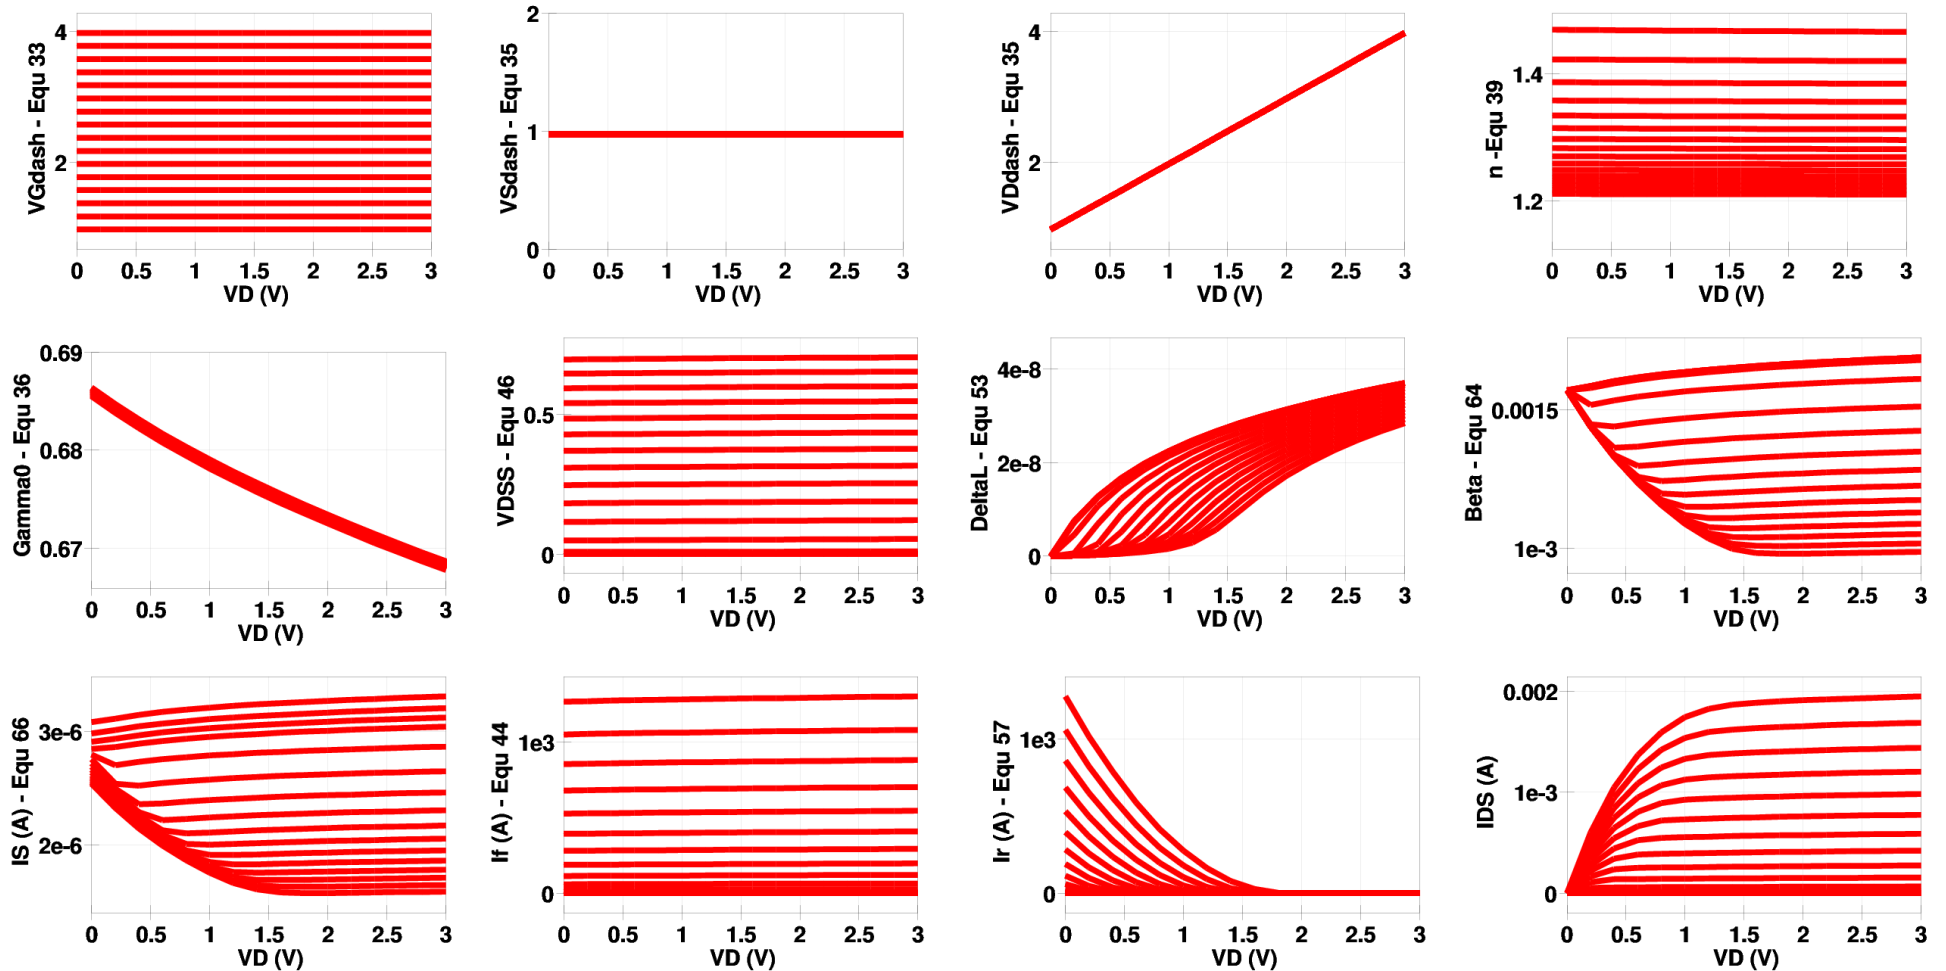 VGdash - Equ 33
4
2
0 0.5 1 1.5 2 2.5 3
VD (V)
VSdash - Equ 35
2
1
0
0 0.5 1 1.5 2 2.5 3
VD (V)
VDdash - Equ 35
4
2
0 0.5 1 1.5 2 2.5 3
VD (V)
n -Equ 39
1.4
1.2
0 0.5 1 1.5 2 2.5 3
VD (V)
Gamma0 - Equ 36
0.69
0.68
0.67
0 0.5 1 1.5 2 2.5 3
VD (V)
VDSS - Equ 46
0.5
0
0 0.5 1 1.5 2 2.5 3
VD (V)
DeltaL - Equ 53
4e-8
2e-8
0
0 0.5 1 1.5 2 2.5 3
VD (V)
Beta - Equ 64
0.0015
1e-3
0 0.5 1 1.5 2 2.5 3
VD (V)
IS (A) - Equ 66
3e-6
2e-6
0 0.5 1 1.5 2 2.5 3
VD (V)
If (A) - Equ 44
1e3
0
0 0.5 1 1.5 2 2.5 3
VD (V)
Ir (A) - Equ 57
1e3
0
0 0.5 1 1.5 2 2.5 3
VD (V)
IDS (A)
0.002
1e-3
0
0 0.5 1 1.5 2 2.5 3
VD (V)